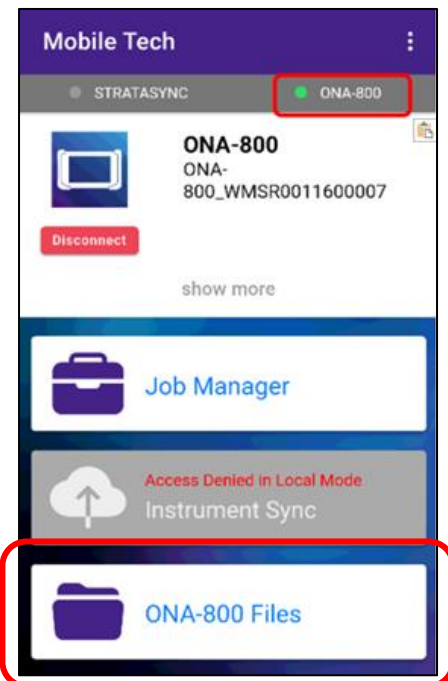 Mobile Tech
STRATASYNC
ONA-800
ONA-800
ONA-
800_WMSR0011600007
Disconnect
show more
Job Manager
Access Denied in Local Mode
Instrument Sync
ONA-800 Files